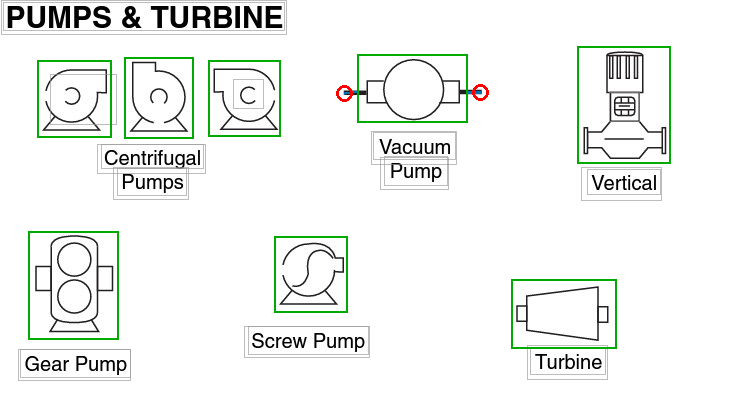 PUMPS & TURBINE
Centrifugal
Pumps
Vacuum
Pump
Vertical
Gear Pump
Screw Pump
Turbine